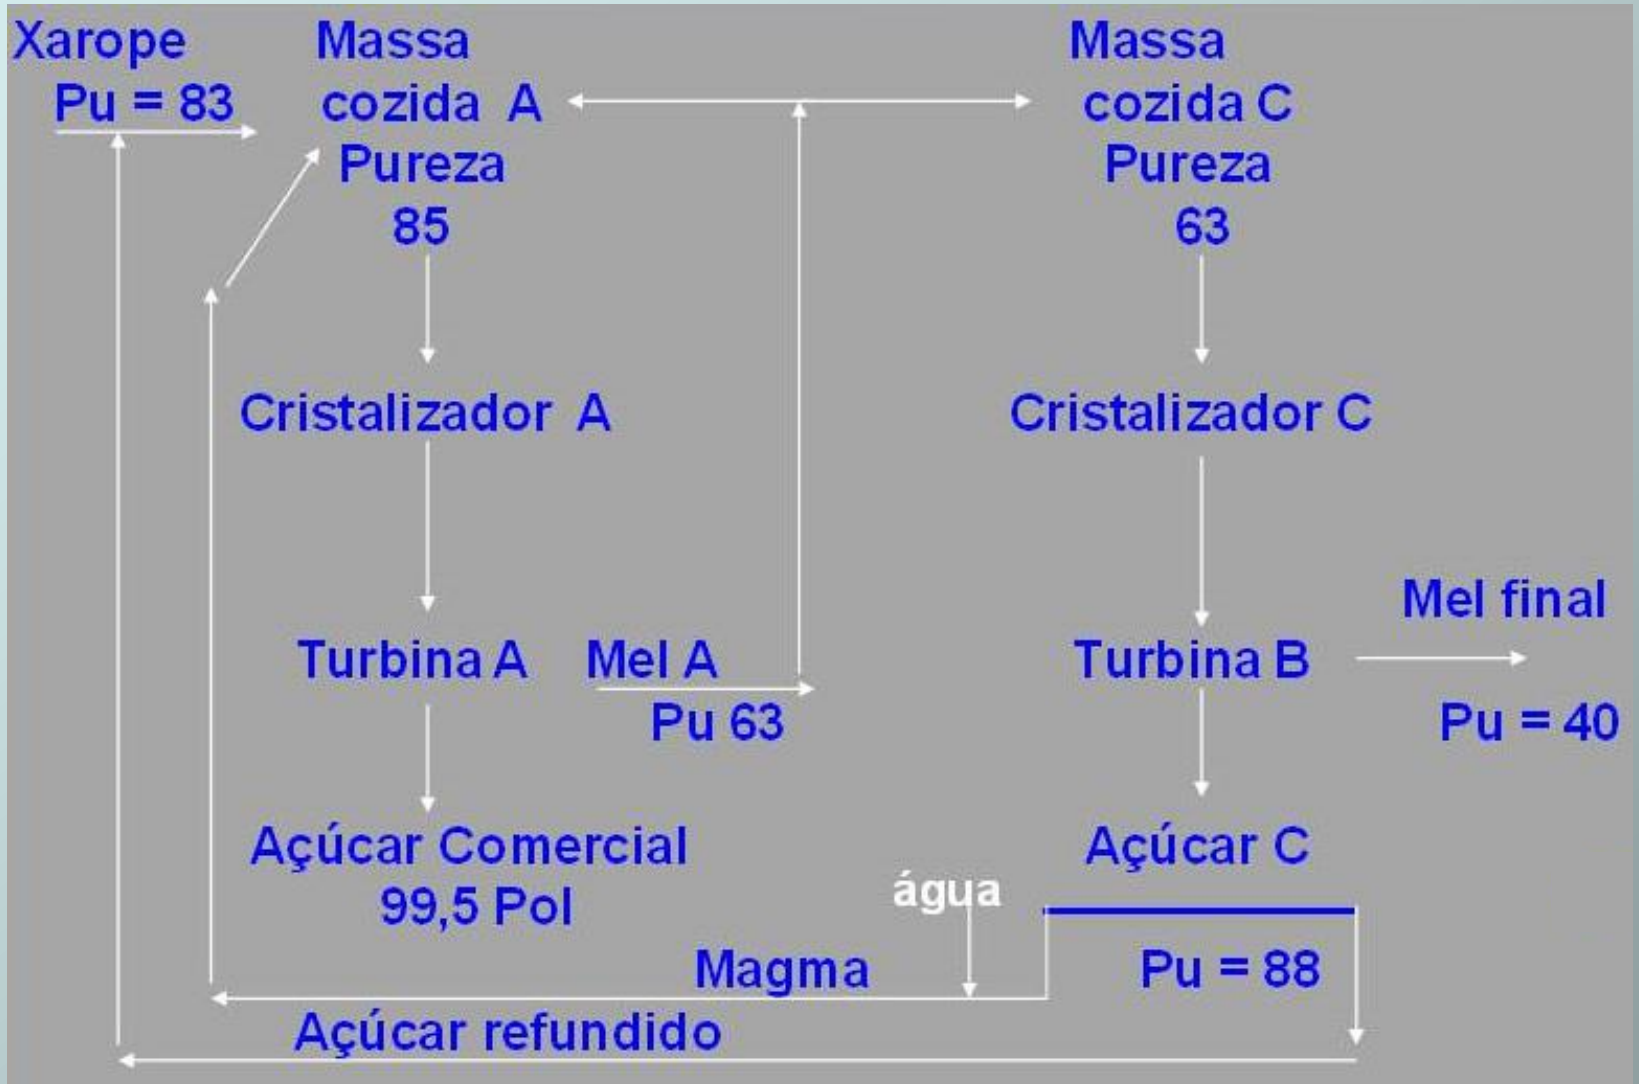 Xarope
Pu = 83
Massa
cozida A
Pureza
85
Massa
cozida C
Pureza
63
Cristalizador A
Cristalizador C
Turbina A
Mel A
Pu 63
Turbina B
Mel final
Pu = 40
Açúcar Comercial
99,5 Pol
Açúcar C
água
Magma
Pu = 88
Açúcar refundido